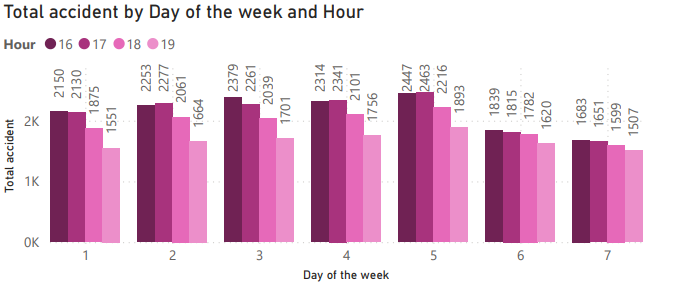 Total accident by Day of the week and Hour
Hour 16 17 18 19
2150 2130 1875 1551 2253 2277 2061 1664 2379 2261 2039 1701 2314 2341 2101 1756 2447 2463 2216 1893 1839 1815 1782 1620 1683 1651 1599 1507
2K
1K
0K
Total accident
1 2 3 4 5 6 7
Day of the week